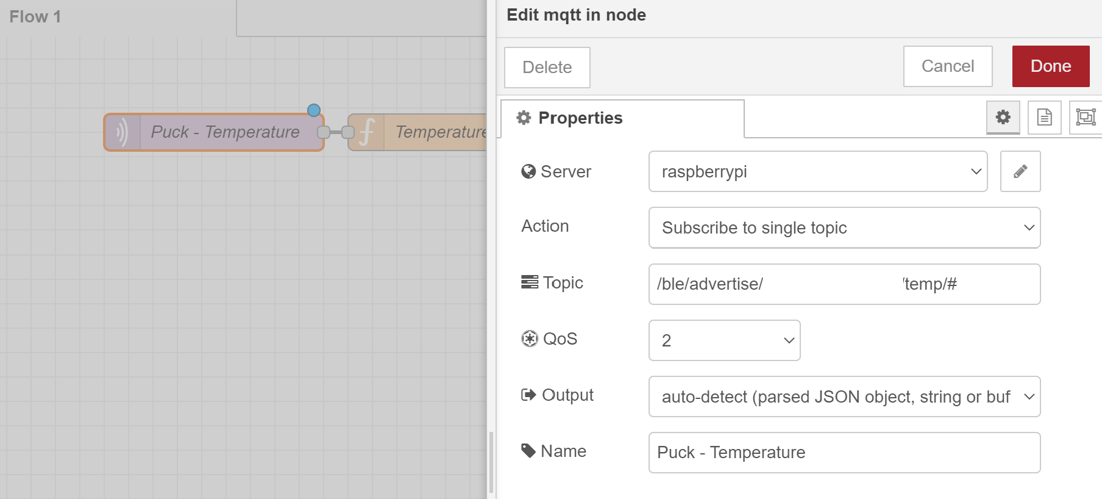 Flow 1
Edit mqtt in node
Delete
Cancel
Done
Properties
Puck - Temperature
Temperature
Server
raspberrypi
Action
Subscribe to single topic
Topic
/ble/advertise/ /temp/#
QoS
2
Output
auto-detect (parsed JSON object, string or buf
Name
Puck - Temperature